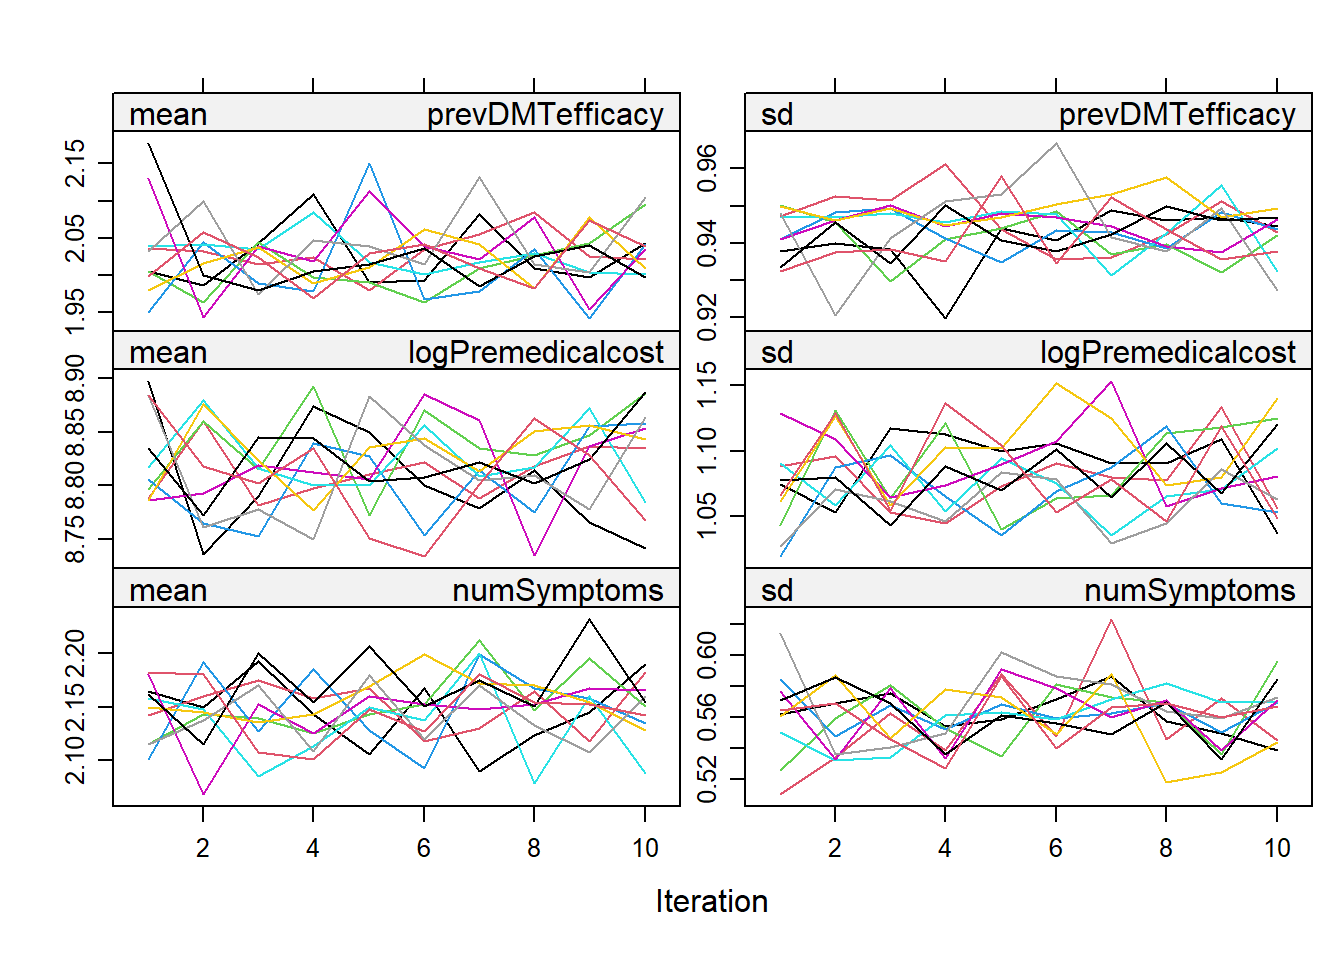 mean prevDMTefficacy
sd prevDMTefficacy
1.95 2.05 2.15
0.92 0.94 0.96
mean logPremedicalcost
sd logPremedicalcost
8.75 8.80 8.85 8.90
1.05 1.10 1.15
mean numSymptoms
sd numSymptoms
2.10 2.15 2.20
0.52 0.56 0.60
2 4 6 8 10
2 4 6 8 10
Iteration